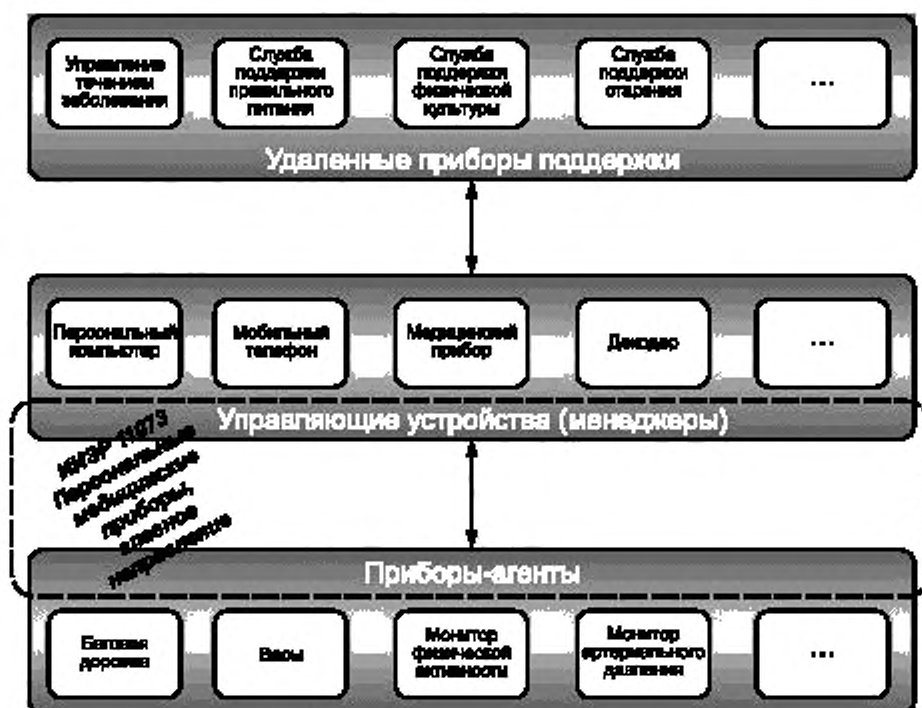 Управление
течением
заболевания
Служба
поддержки
правильного
питания
Служба
поддержки
физической
культуры
Служба
поддержки
старения
...
Удаленные приборы поддержки
Персональный
компьютер
Мобильный
телефон
Медицинский
прибор
Декодер
...
Управляющие устройства (менеджеры)
11073
Персональные
медицинские
приборы,
направление
Приборы-агенты
Беговая
дорожка
Весы
Монитор
физической
активности
Монитор
артериального
давления
...